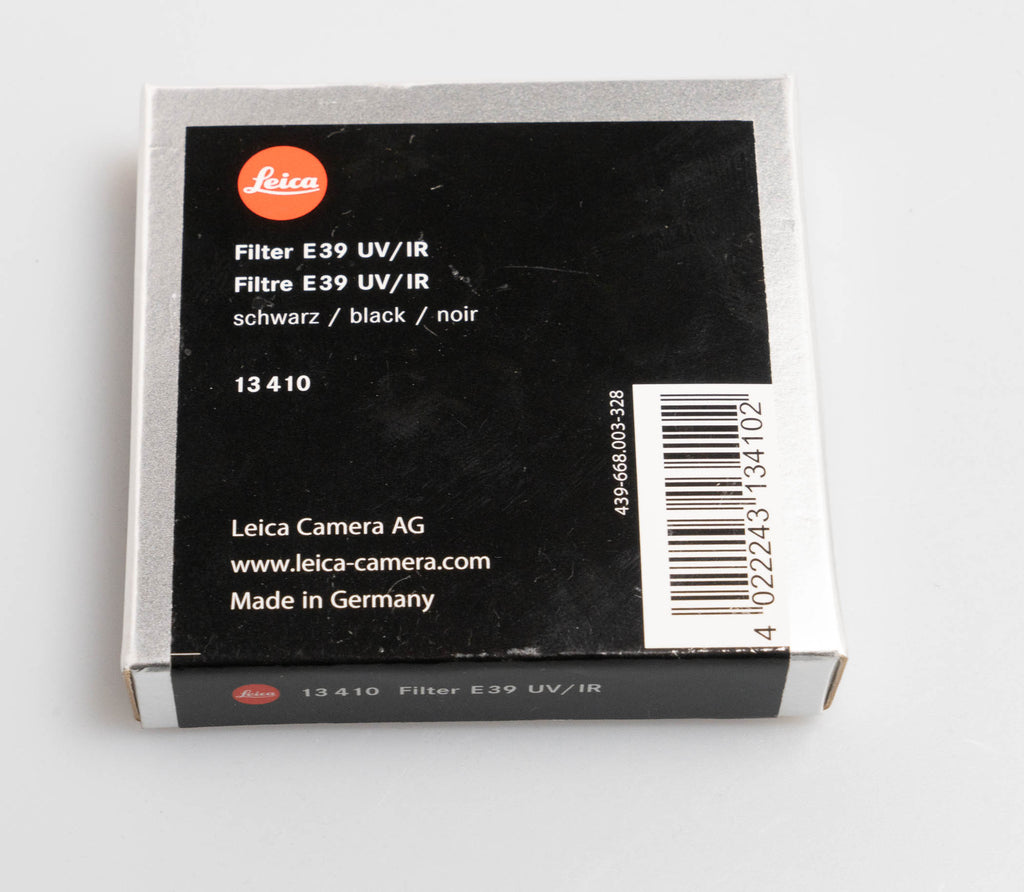 Leica
Filter E39 UV/IR
Filtre E39 UV/IR
schwarz / black / noir
13 410
439-668.003-328
4 022243 134102
Leica Camera AG
www.leica-camera.com
Made in Germany
Leica 13 410 Filter E39 UV/IR